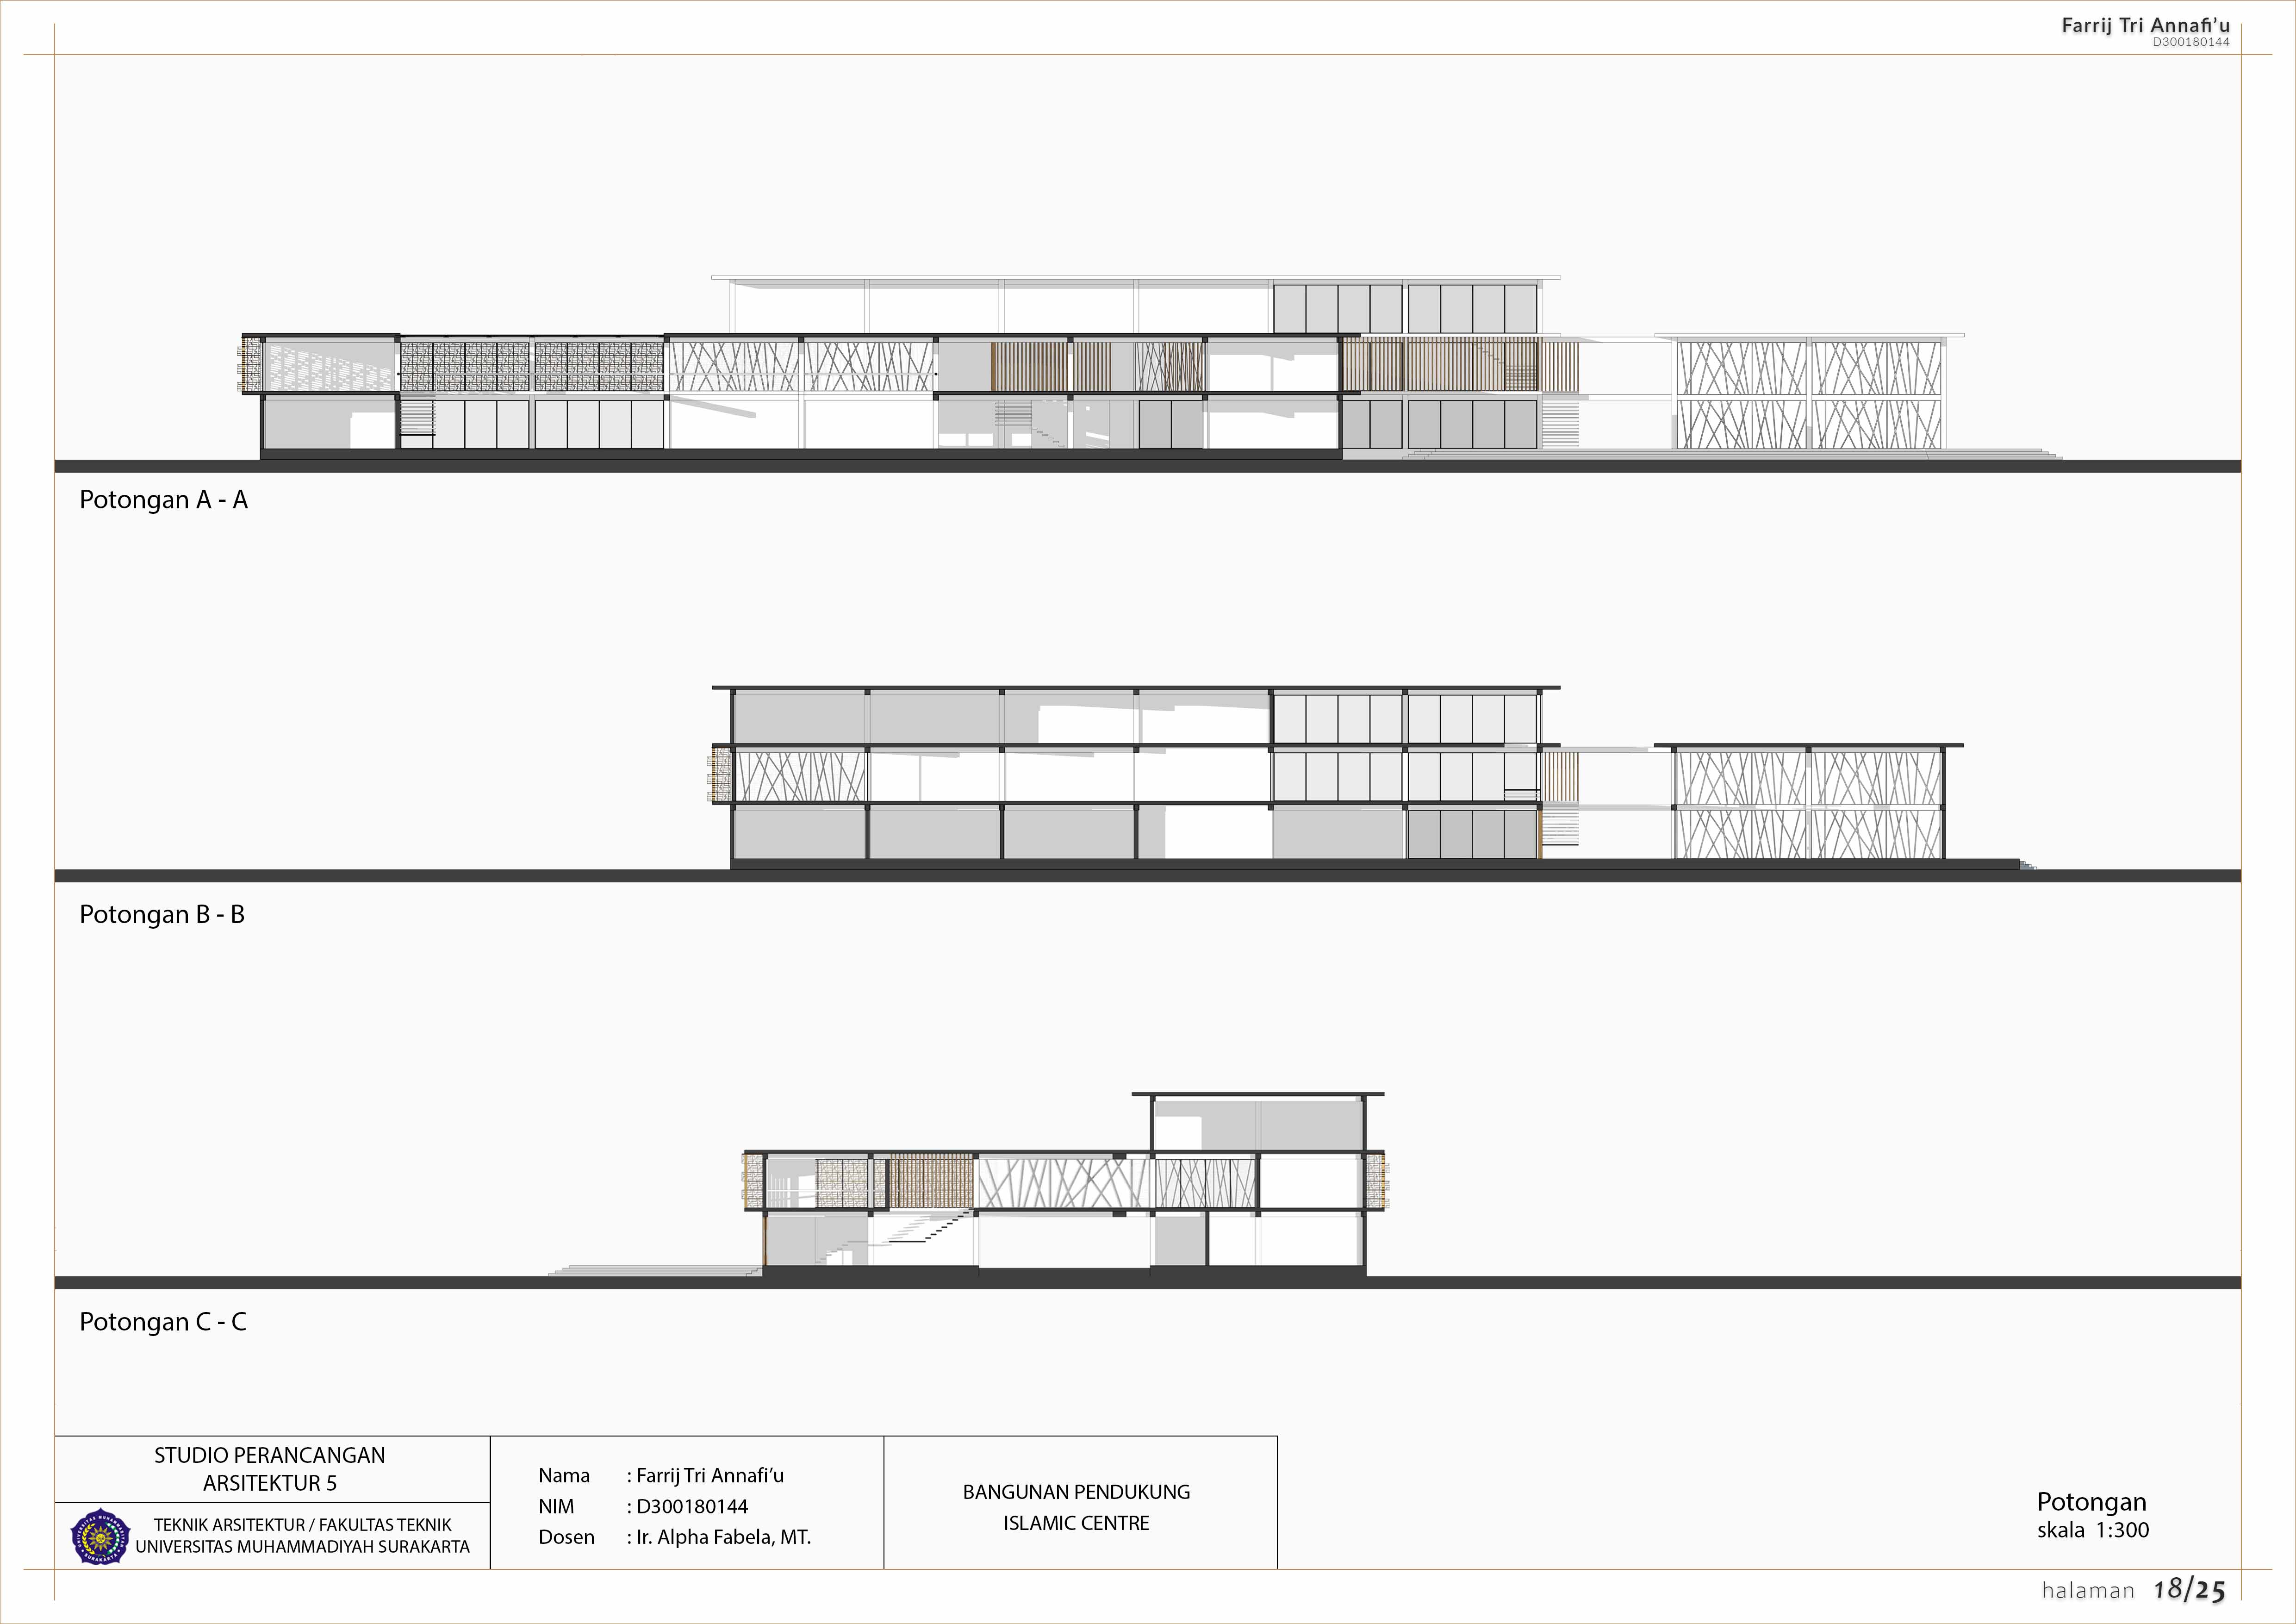 Farrij Tri Annafi’u
D300180144
Potongan A - A
Potongan B - B
Potongan C - C
STUDIO PERANCANGAN
ARSITEKTUR 5
TEKNIK ARSITEKTUR / FAKULTAS TEKNIK
UNIVERSITAS MUHAMMADIYAH SURAKARTA
Nama : Farrij Tri Annafi’u
NIM : D300180144
Dosen : Ir. Alpha Fabela, MT.
BANGUNAN PENDUKUNG
ISLAMIC CENTRE
Potongan
skala 1:300
halaman 18/25